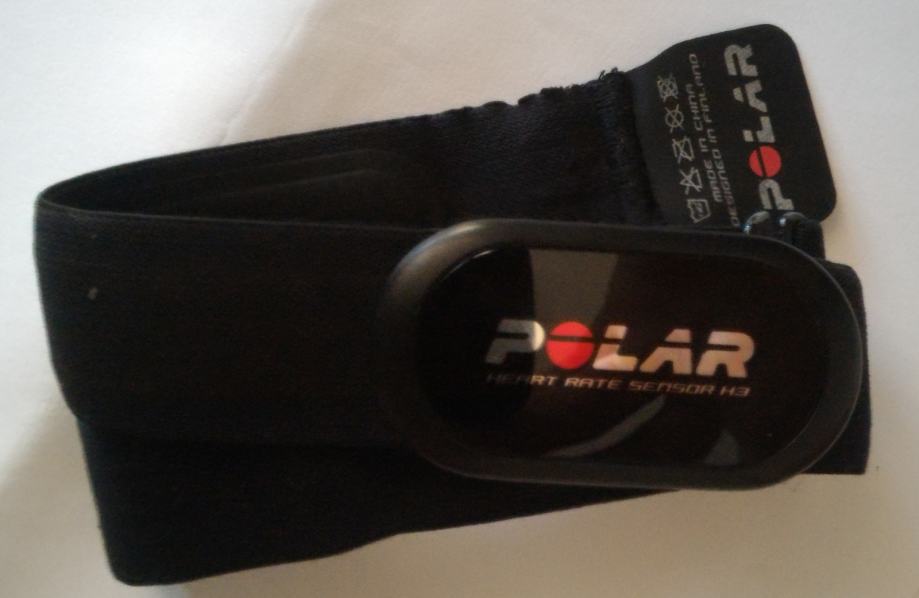 POLAR
HEART RATE SENSOR H3
POLAR
DESIGNED IN FINLAND
MADE IN CHINA